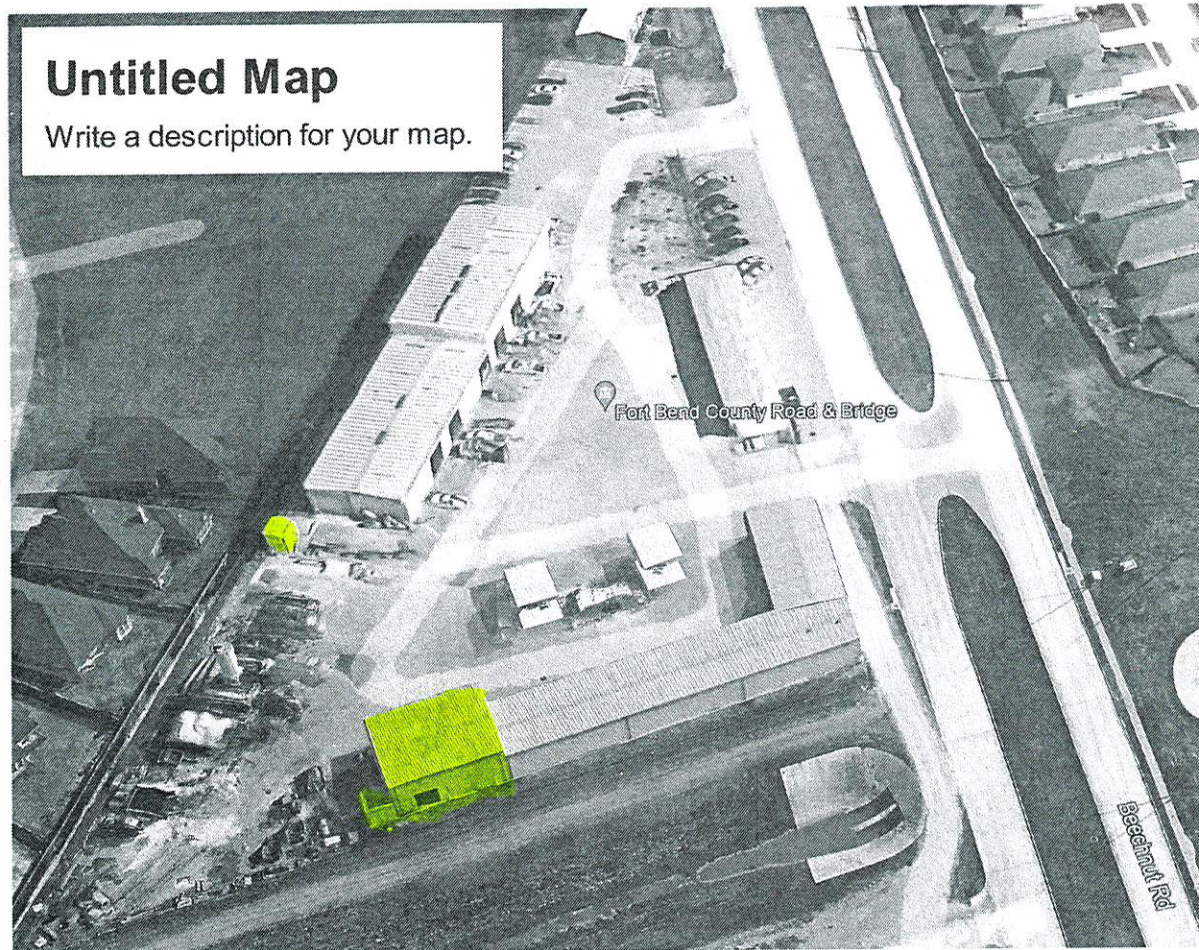 Untitled Map
Write a description for your map.
Fort Bend County Road & Bridge
Beechnut Rd